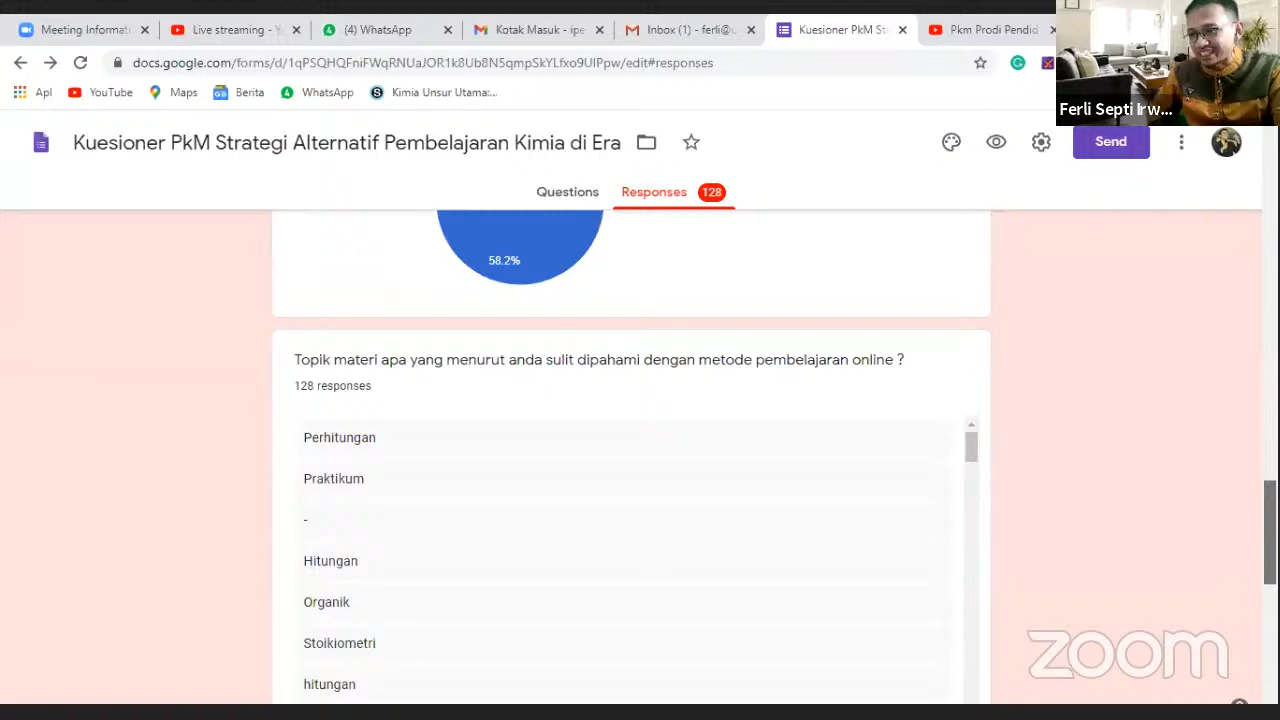 Meeting Informat
Live streaming - Y
(4) WhatsApp
Kotak Masuk - ipe
Inbox (1) - ferli@u
Kuesioner PkM Str
Pkm Prodi Pendid
docs.google.com/forms/d/1qPSQHQFniFWqRNUaJOR1k6Ub8N5qmpSkYLfxo9UIPpw/edit#responses
Apl
YouTube
Maps
Berita
WhatsApp
Kimia Unsur Utama:...
Ferli Septi Irw...
Kuesioner PkM Strategi Alternatif Pembelajaran Kimia di Era
Send
Questions
Responses 128
58.2%
Topik materi apa yang menurut anda sulit dipahami dengan metode pembelajaran online ?
128 responses
Perhitungan
Praktikum
-
Hitungan
Organik
Stoikiometri
hitungan
zoom